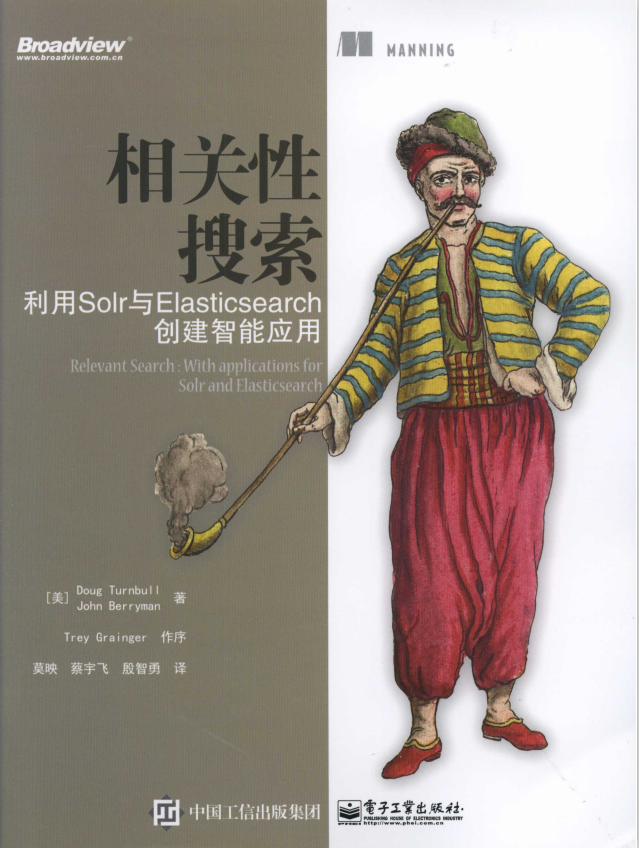 Broadview®
www.broadview.com.cn
MANNING
相关性
搜索
利用Solr与Elasticsearch
创建智能应用
Relevant Search : With applications for
Solr and Elasticsearch
[美] Doug Turnbull
John Berryman 著
Trey Grainger 作序
莫映 蔡宇飞 殷智勇 译
中国工信出版集团
電子工業出版社·
PUBLISHING HOUSE OF ELECTRONICS INDUSTRY
http://www.phei.com.cn